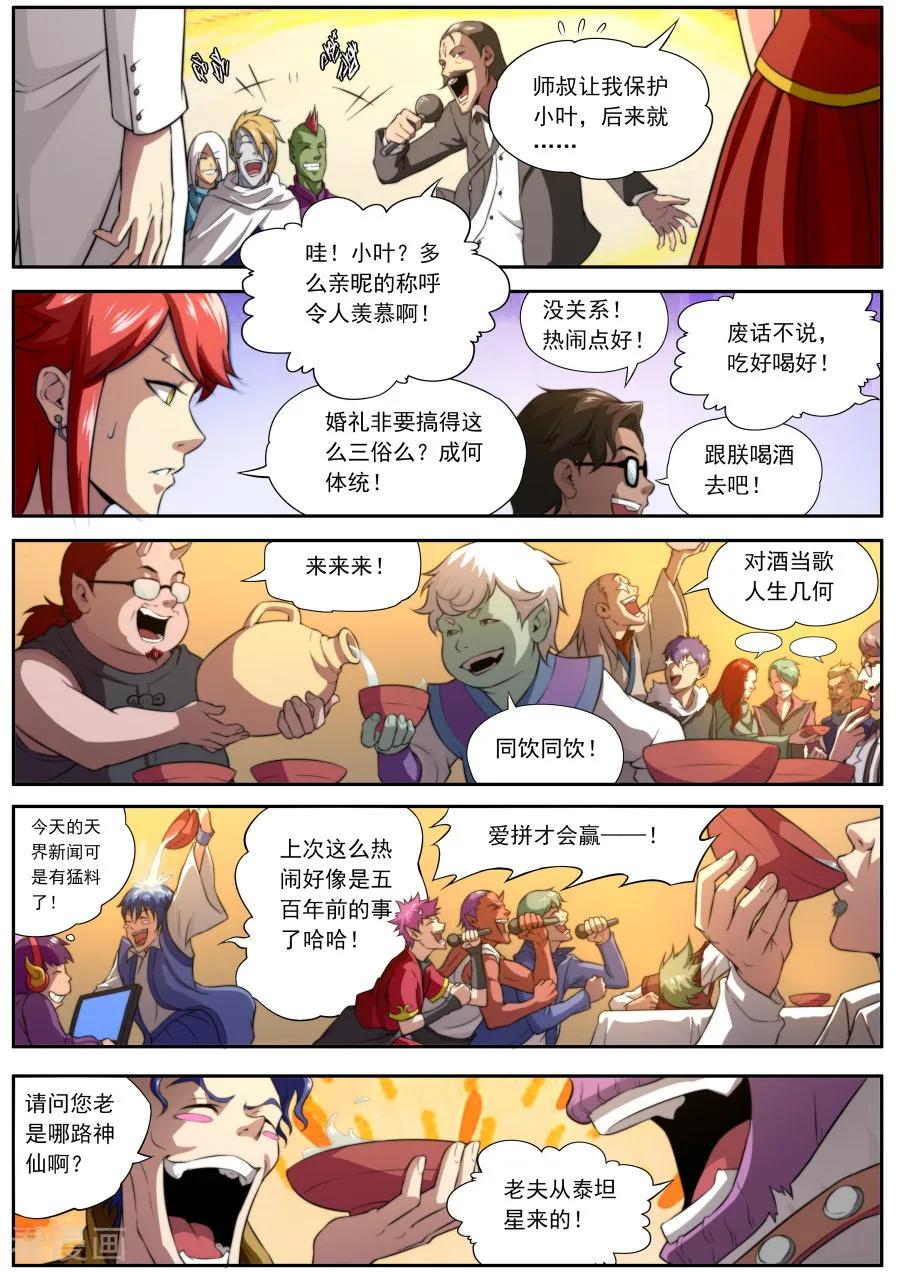 师叔让我保护
小叶，后来就
……
哇！小叶？多
么亲昵的称呼
令人羡慕啊！
没关系！
热闹点好！
废话不说，
吃好喝好！
婚礼非要搞得这
么三俗么？成何
体统！
跟朕喝酒
去吧！
来来来！
对酒当歌
人生几何
同饮同饮！
今天的天
界新闻可
是有猛料
了！
上次这么热
闹好像是五
百年前的事
了哈哈！
爱拼才会赢——！
请问您老
是哪路神
仙啊？
老夫从泰坦
星来的！